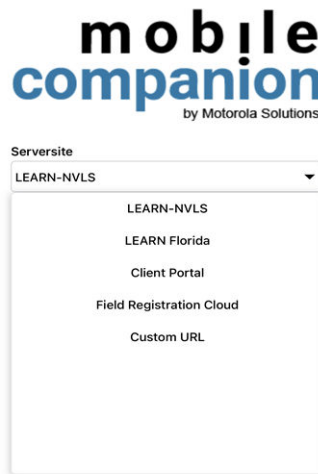 mobile
companion
by Motorola Solutions
Serversite
LEARN-NVLS
LEARN-NVLS
LEARN Florida
Client Portal
Field Registration Cloud
Custom URL